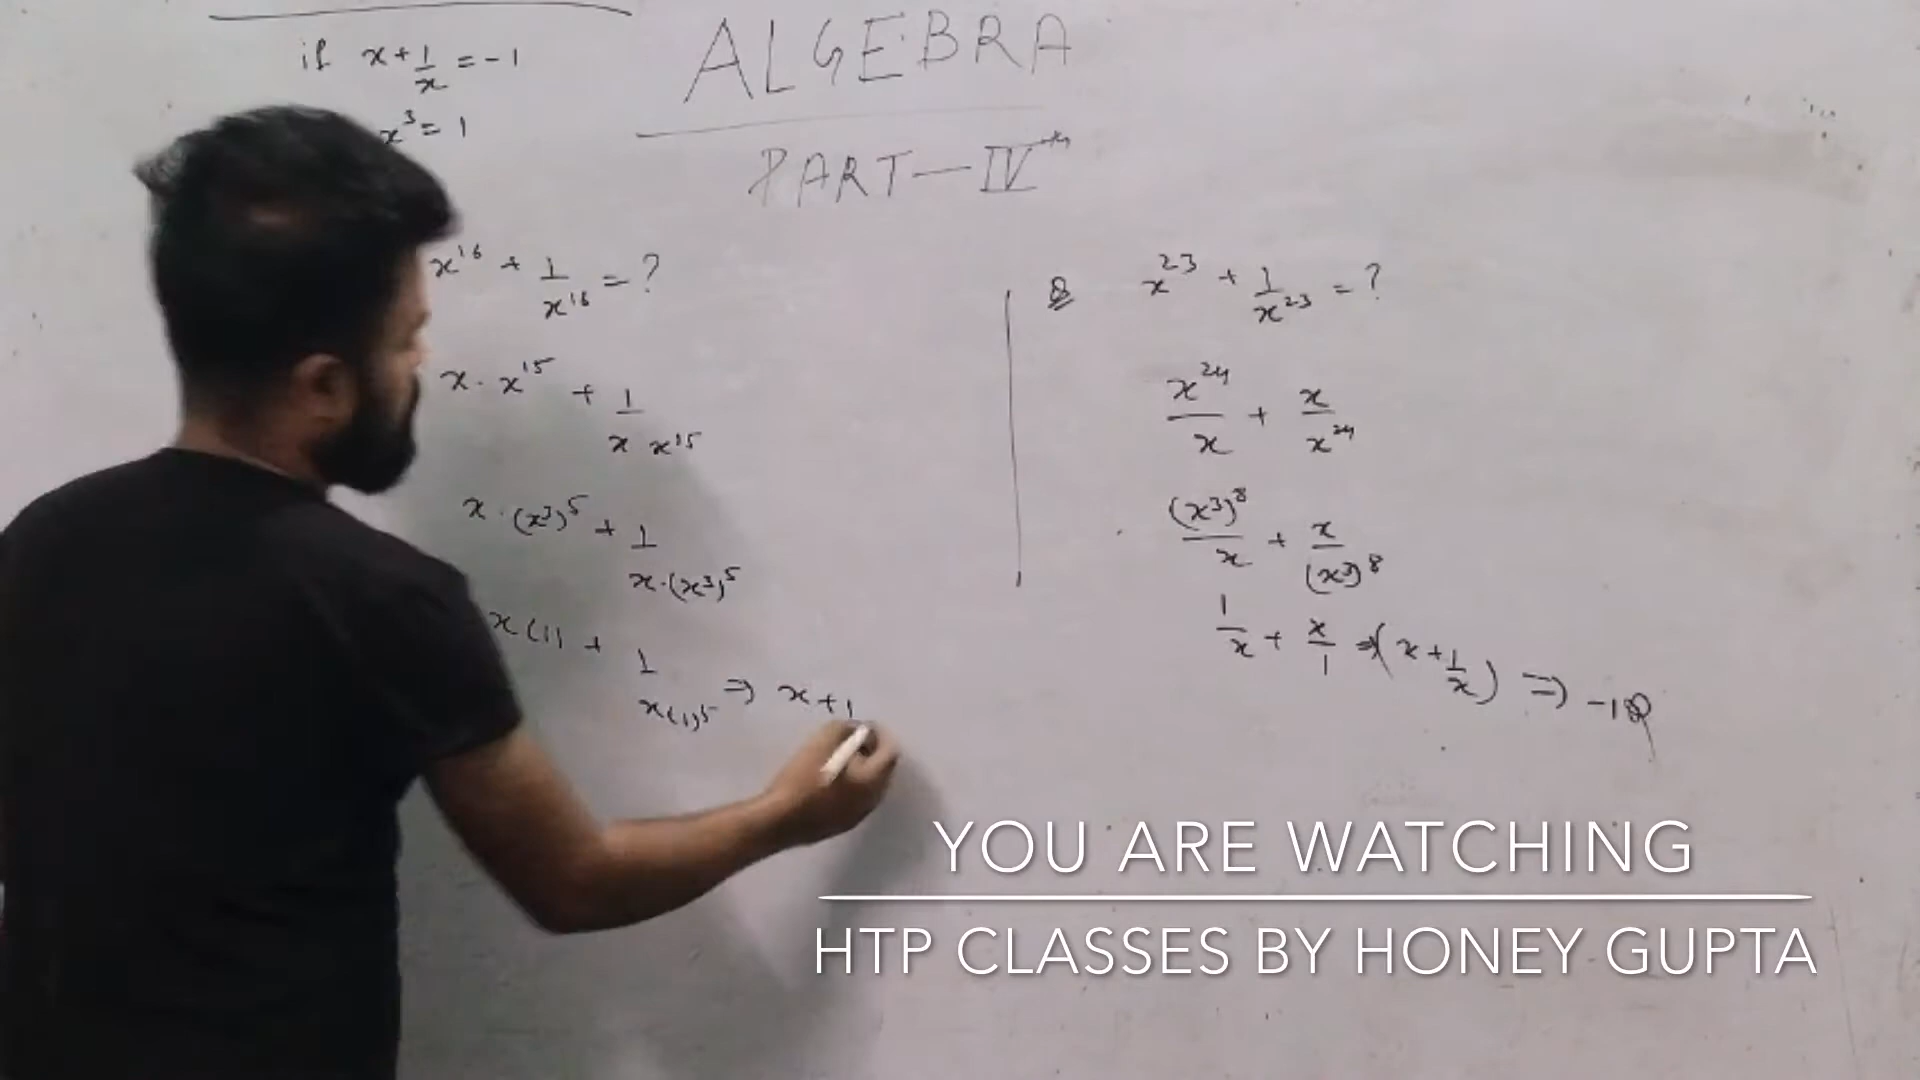 if x + 1/x = -1
x³ = 1
ALGEBRA
PART-IVth
x¹⁶ + 1/x¹⁶ = ?
x · x¹⁵ + 1/x x¹⁵
x · (x³)⁵ + 1/x·(x³)⁵
x(1) + 1/x(1)⁵ ⇒ x + 1
Q x²³ + 1/x²³ = ?
x²⁴/x + x/x²⁴
(x³)⁸/x + x/(x³)⁸
1/x + x/1 ⇒ (x + 1/x) ⇒ -1
YOU ARE WATCHING
HTP CLASSES BY HONEY GUPTA